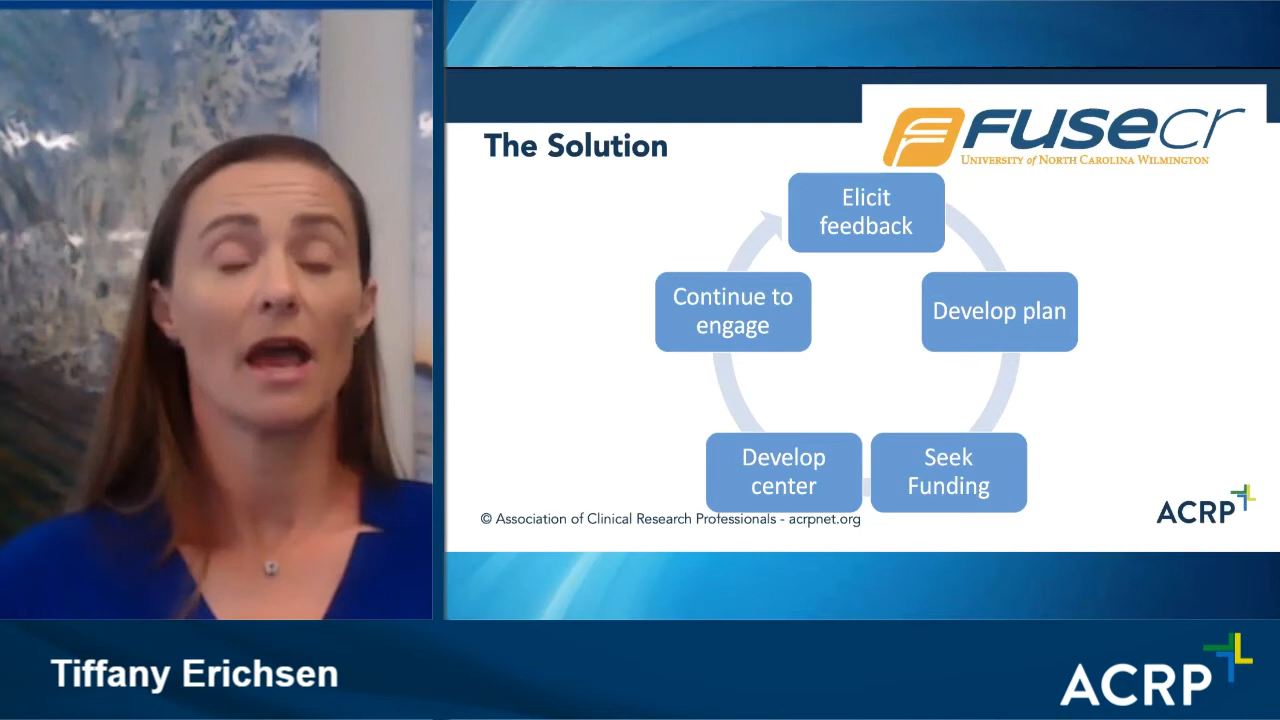 The Solution
FUSEcr
UNIVERSITY of NORTH CAROLINA WILMINGTON
Elicit
feedback
Develop plan
Seek
Funding
Develop
center
Continue to
engage
© Association of Clinical Research Professionals - acrpnet.org
ACRP
Tiffany Erichsen
ACRP